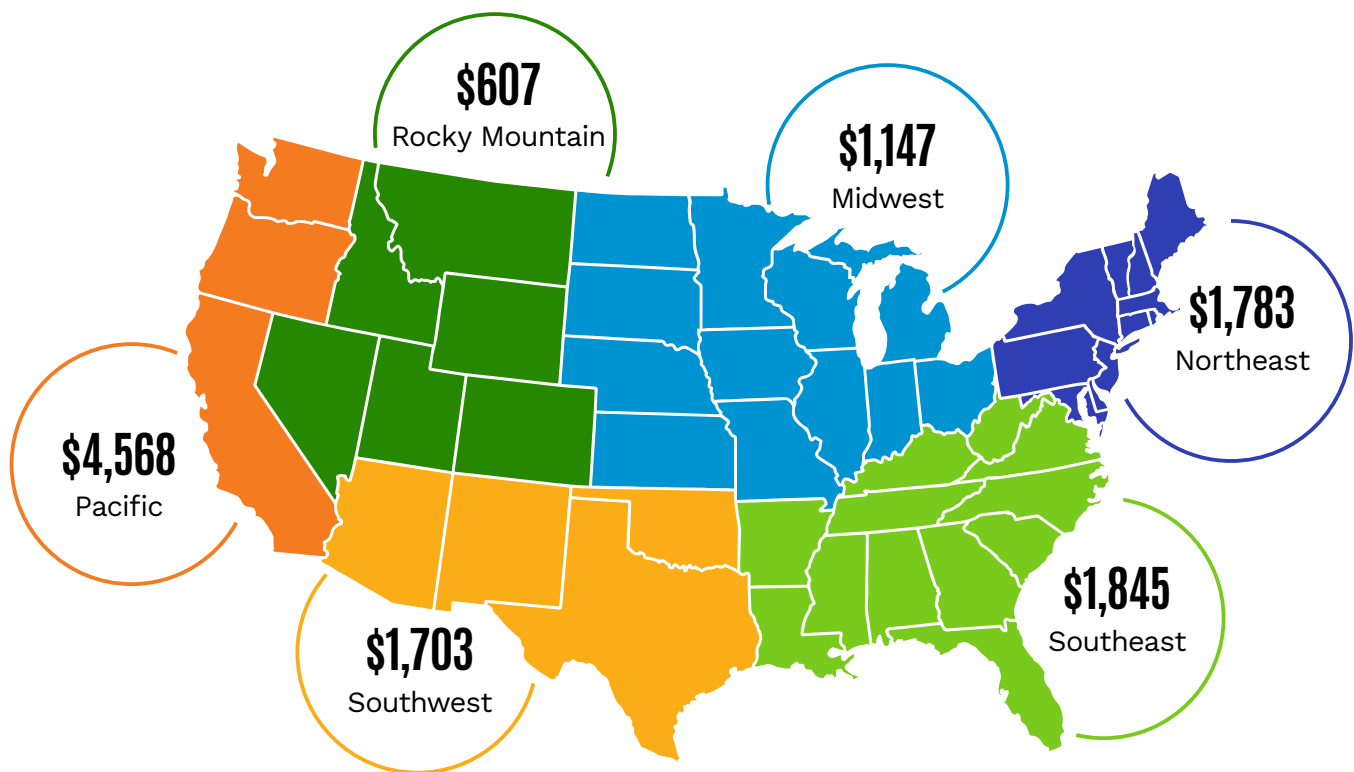 $607
Rocky Mountain
$1,147
Midwest
$1,783
Northeast
$4,568
Pacific
$1,845
Southeast
$1,703
Southwest